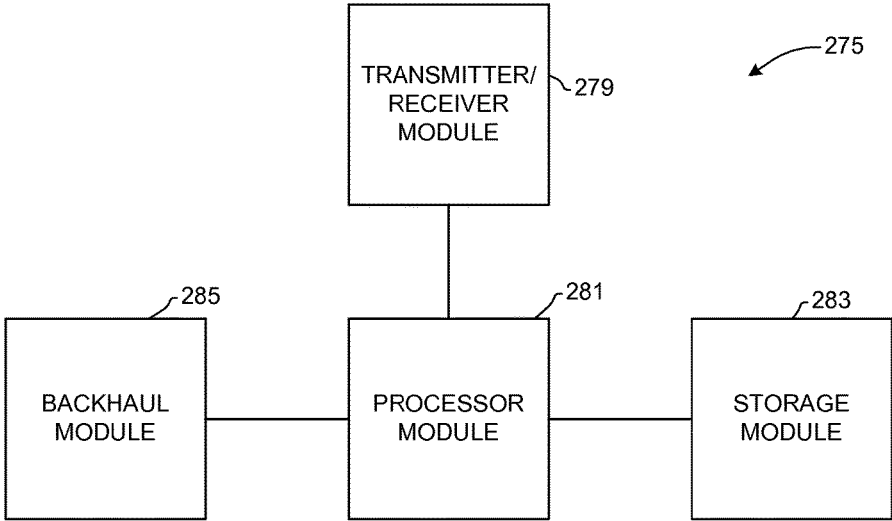 275
TRANSMITTER/
RECEIVER
MODULE
279
285
281
283
BACKHAUL
MODULE
PROCESSOR
MODULE
STORAGE
MODULE